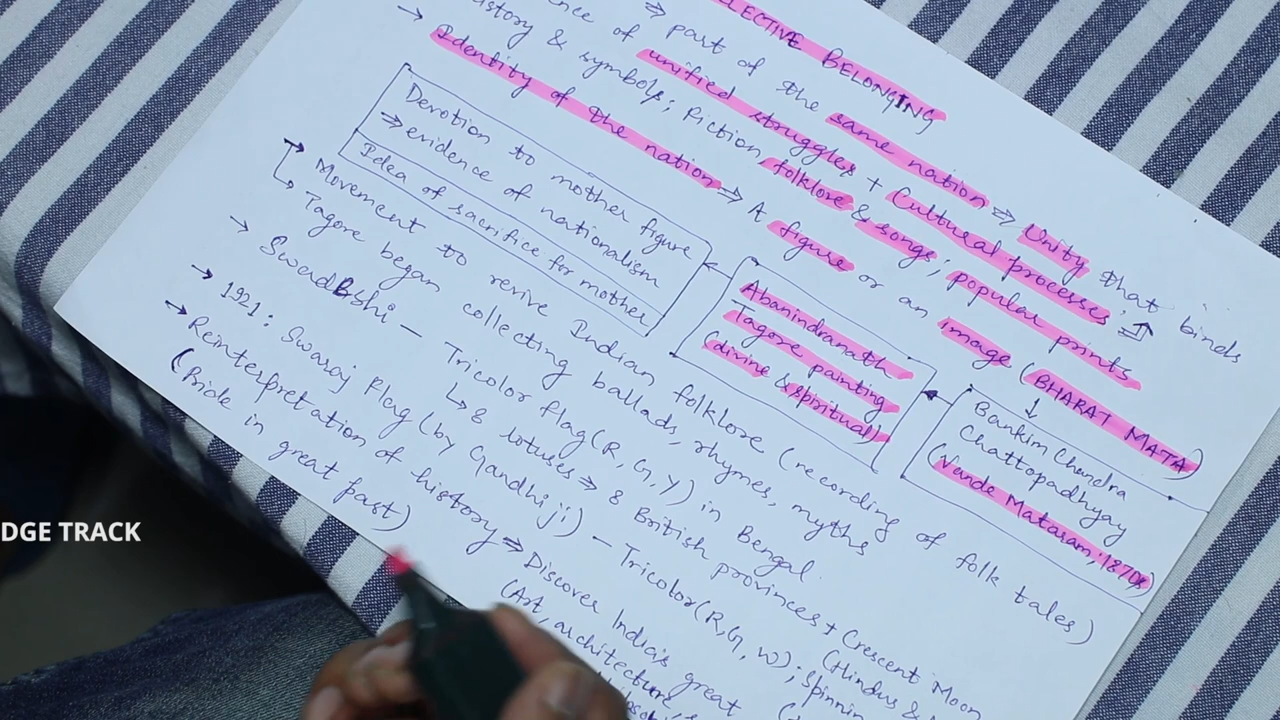 LECTIVE BELONGING
ence ⇒ part of the same nation ⇒ Unity that binds
of unified struggles + Cultural processes;
history & symbols; fiction, folklore & songs; popular prints
→ Identity of the nation ⇒ A figure or an image (BHARAT MATA)
Devotion to mother figure
⇒ evidence of nationalism
Idea of sacrifice for mother
Abanindranath
Tagore painting
(divine & spiritual)
Bankim Chandra
Chattopadhyay
(Vande Mataram, 1870s)
→ Movement to revive Indian folklore (recording of folk tales)
↳ Tagore began collecting ballads, rhymes, myths
→ Swadeshi – Tricolor flag (R, G, Y) in Bengal.
↳ 8 lotuses ⇒ 8 British provinces + Crescent Moon
(Hindus &
→ 1921: Swaraj Flag (by Gandhiji) – Tricolor (R, G, W); Spinnin
→ Reinterpretation of history ⇒ Discover India's great
(Pride in great past)
(Art, architecture,
DGE TRACK